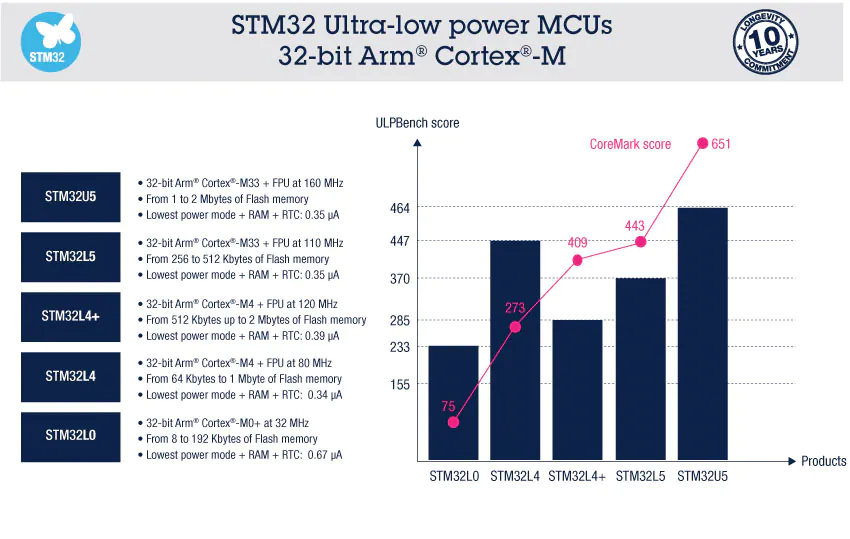 STM32 Ultra-low power MCUs
32-bit Arm® Cortex®-M
STM32
LONGEVITY
10
YEARS
COMMITMENT
STM32U5
• 32-bit Arm® Cortex®-M33 + FPU at 160 MHz
• From 1 to 2 Mbytes of Flash memory
• Lowest power mode + RAM + RTC: 0.35 µA
STM32L5
• 32-bit Arm® Cortex®-M33 + FPU at 110 MHz
• From 256 to 512 Kbytes of Flash memory
• Lowest power mode + RAM + RTC: 0.35 µA
STM32L4+
• 32-bit Arm® Cortex®-M4 + FPU at 120 MHz
• From 512 Kbytes up to 2 Mbytes of Flash memory
• Lowest power mode + RAM + RTC: 0.39 µA
STM32L4
• 32-bit Arm® Cortex®-M4 + FPU at 80 MHz
• From 64 Kbytes to 1 Mbyte of Flash memory
• Lowest power mode + RAM + RTC: 0.34 µA
STM32L0
• 32-bit Arm® Cortex®-M0+ at 32 MHz
• From 8 to 192 Kbytes of Flash memory
• Lowest power mode + RAM + RTC: 0.67 µA
ULPBench score
CoreMark score
651
464
447
443
409
370
273
285
233
155
75
STM32L0 STM32L4 STM32L4+ STM32L5 STM32U5
Products